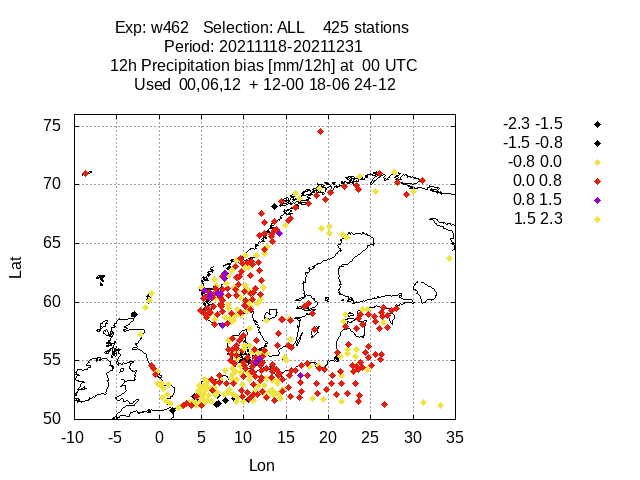 Exp: w462 Selection: ALL 425 stations
Period: 20211118-20211231
12h Precipitation bias [mm/12h] at 00 UTC
Used 00,06,12 + 12-00 18-06 24-12
-2.3 -1.5
-1.5 -0.8
-0.8 0.0
0.0 0.8
0.8 1.5
1.5 2.3
75
70
65
60
55
50
Lat
-10 -5 0 5 10 15 20 25 30 35
Lon